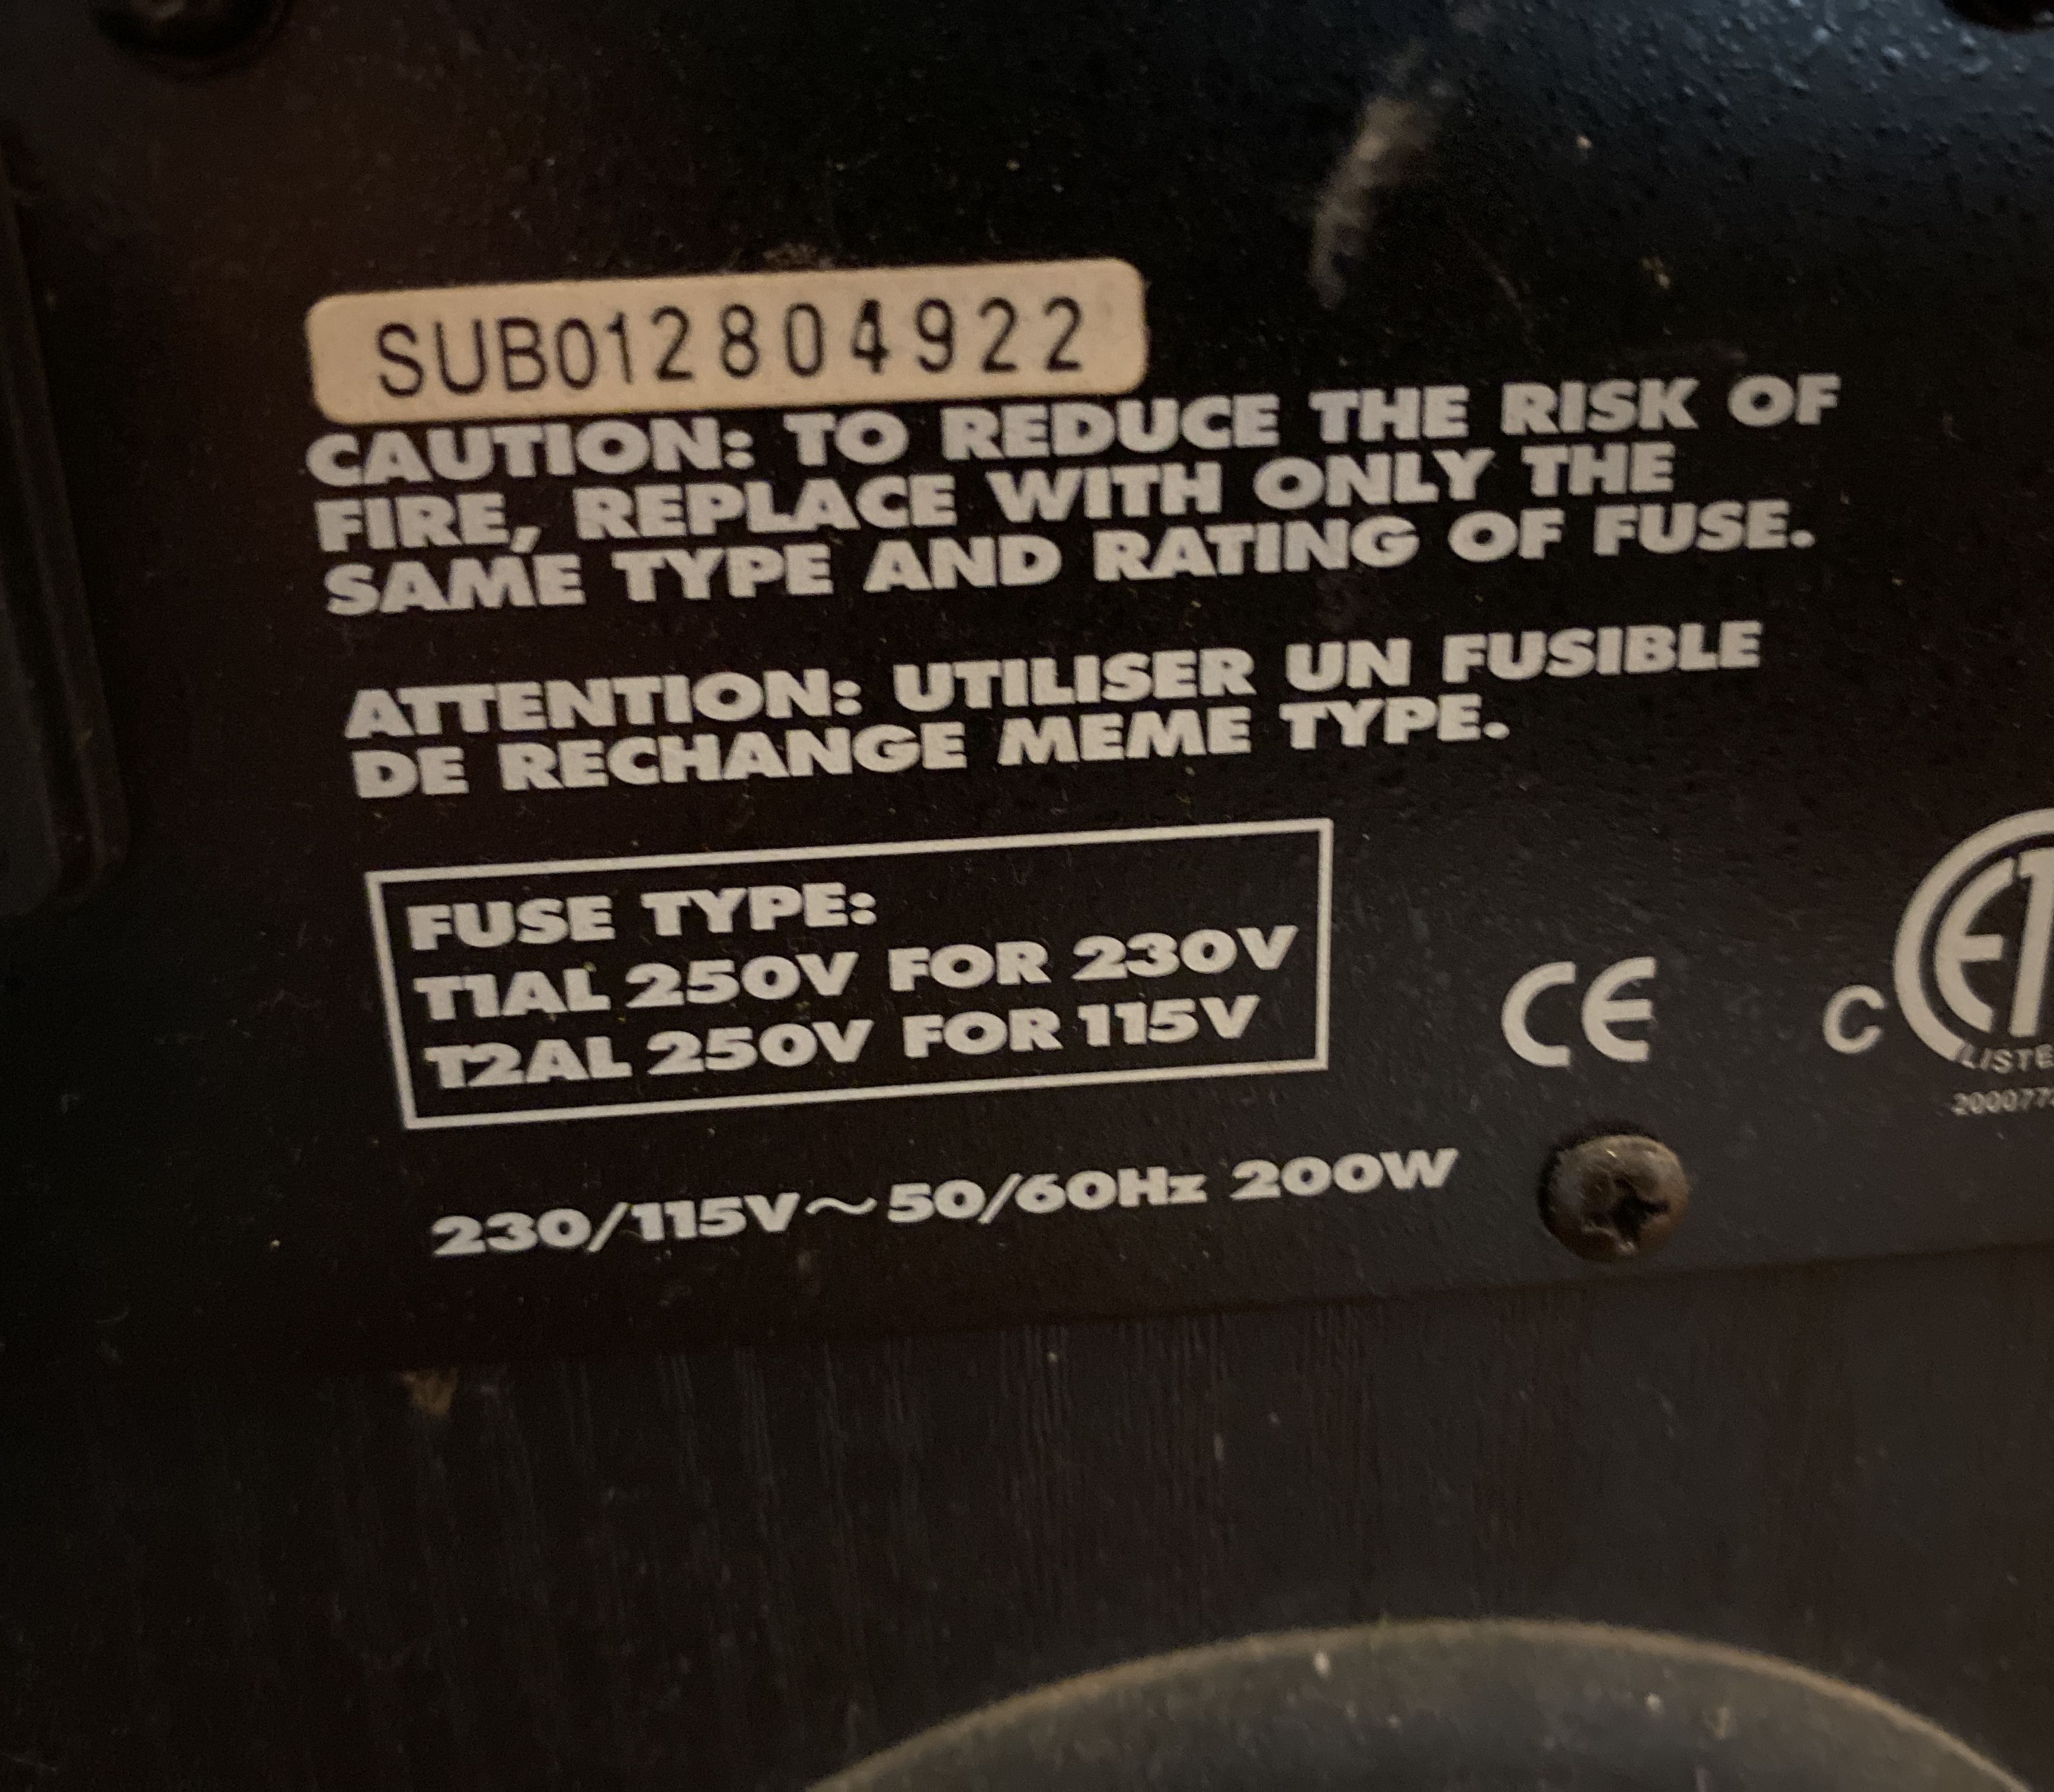 SUB012804922
CAUTION: TO REDUCE THE RISK OF
FIRE, REPLACE WITH ONLY THE
SAME TYPE AND RATING OF FUSE.
ATTENTION: UTILISER UN FUSIBLE
DE RECHANGE MEME TYPE.
FUSE TYPE:
T1AL 250V FOR 230V
T2AL 250V FOR 115V
CE
C
230/115V~50/60Hz 200W